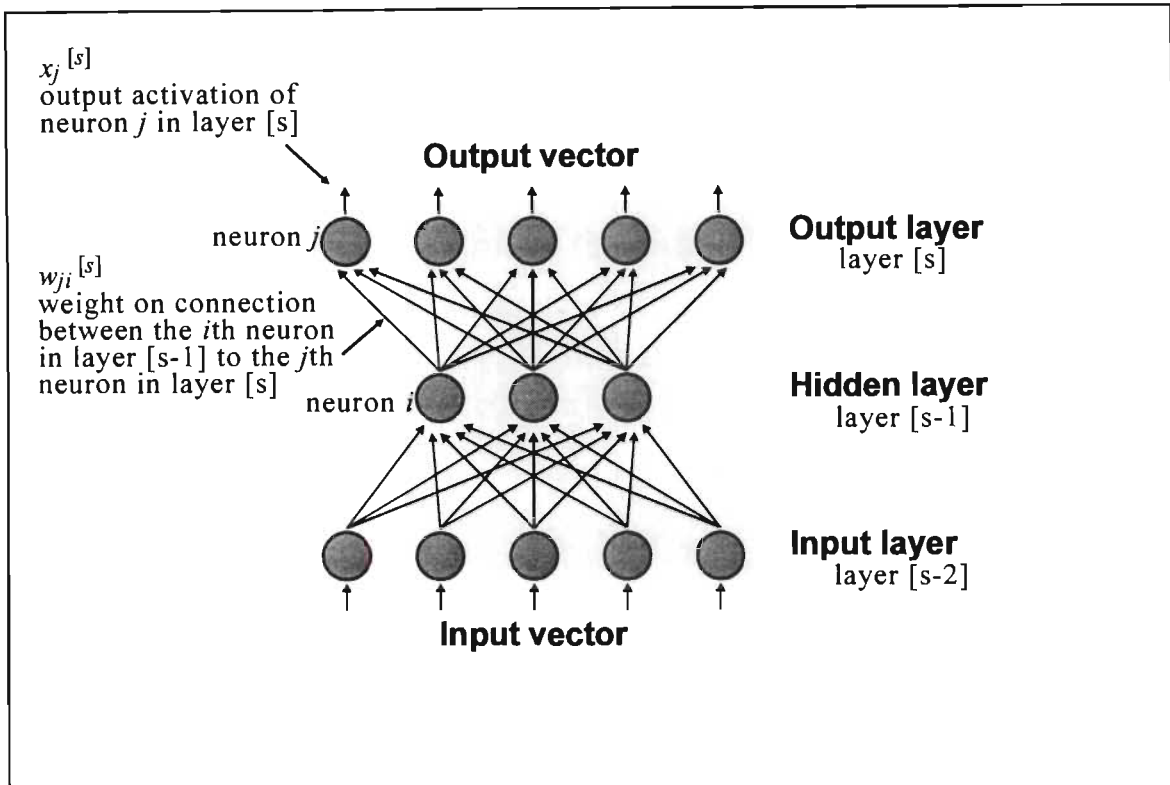 x_j^[s]
output activation of
neuron j in layer [s]
Output vector
neuron j
Output layer
layer [s]
w_ji^[s]
weight on connection
between the ith neuron
in layer [s-1] to the jth
neuron in layer [s]
neuron i
Hidden layer
layer [s-1]
Input layer
layer [s-2]
Input vector